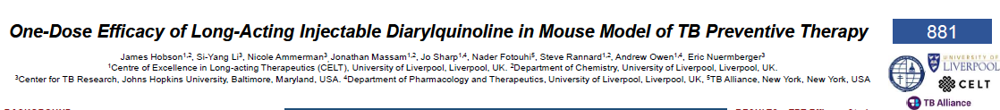 One-Dose Efficacy of Long-Acting Injectable Diarylquinoline in Mouse Model of TB Preventive Therapy
881
James Hobson1,2, Si-Yang Li3, Nicole Ammerman3, Jonathan Massam1,2, Jo Sharp1,4, Nader Fotouhi5, Steve Rannard1,2, Andrew Owen1,4, Eric Nuermberger3
1Centre of Excellence in Long-acting Therapeutics (CELT), University of Liverpool, Liverpool, UK. 2Department of Chemistry, University of Liverpool, Liverpool, UK.
3Center for TB Research, Johns Hopkins University, Baltimore, Maryland, USA. 4Department of Pharmacology and Therapeutics, University of Liverpool, Liverpool, UK, 5TB Alliance, New York, New York, USA
UNIVERSITY OF
LIVERPOOL
CELT
TB Alliance